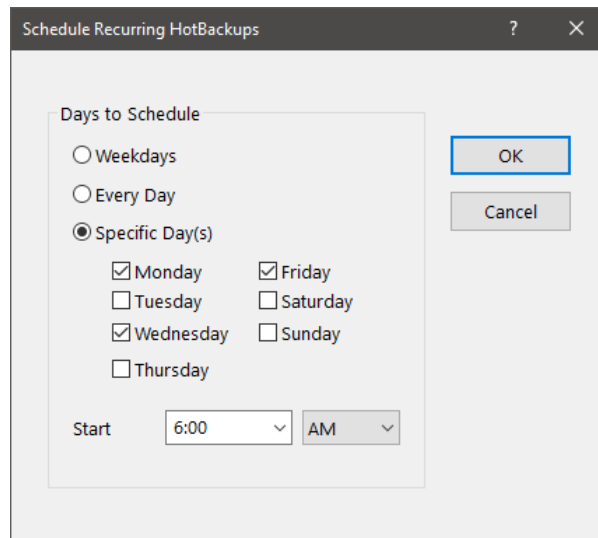 Schedule Recurring HotBackups ?
Days to Schedule
Weekdays
OK
Every Day
Cancel
Specific Day(s)
Monday Friday
Tuesday Saturday
Wednesday Sunday
Thursday
Start 6:00 AM